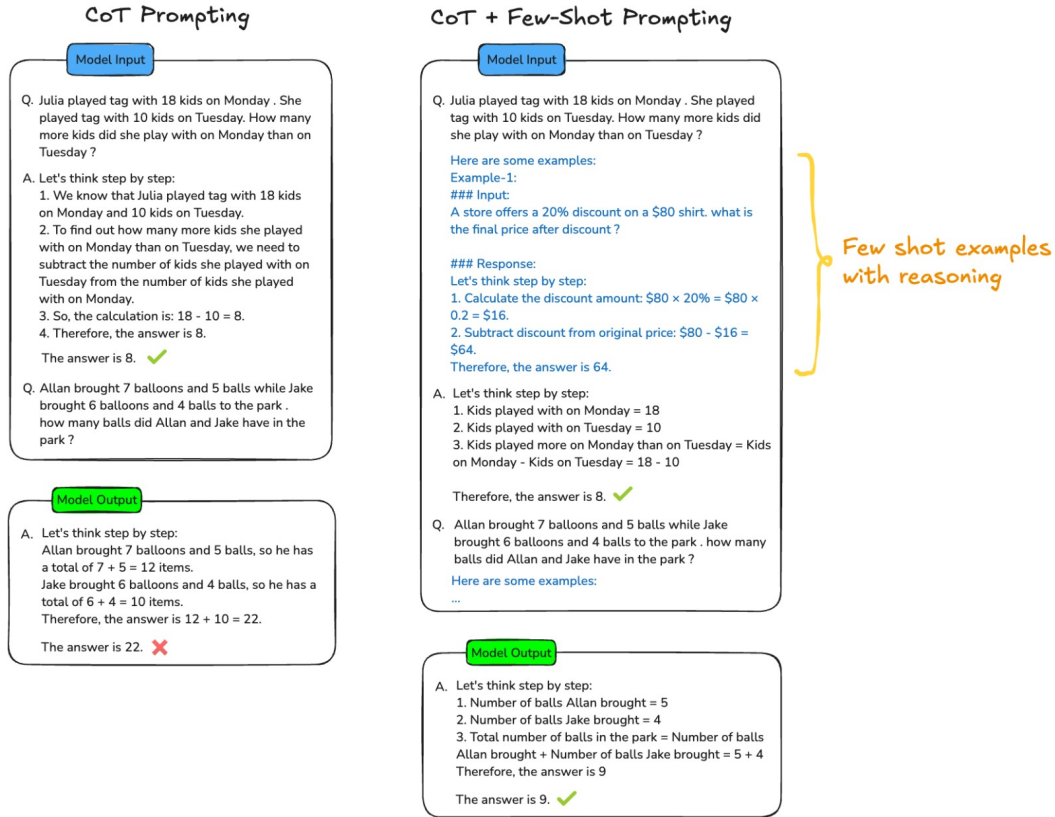 CoT Prompting
Model Input
Q. Julia played tag with 18 kids on Monday . She
played tag with 10 kids on Tuesday. How many
more kids did she play with on Monday than on
Tuesday ?
A. Let's think step by step:
1. We know that Julia played tag with 18 kids
on Monday and 10 kids on Tuesday.
2. To find out how many more kids she played
with on Monday than on Tuesday, we need to
subtract the number of kids she played with on
Tuesday from the number of kids she played
with on Monday.
3. So, the calculation is: 18 - 10 = 8.
4. Therefore, the answer is 8.
The answer is 8.
Q. Allan brought 7 balloons and 5 balls while Jake
brought 6 balloons and 4 balls to the park .
how many balls did Allan and Jake have in the
park ?
Model Output
A. Let's think step by step:
Allan brought 7 balloons and 5 balls, so he has
a total of 7 + 5 = 12 items.
Jake brought 6 balloons and 4 balls, so he has a
total of 6 + 4 = 10 items.
Therefore, the answer is 12 + 10 = 22.
The answer is 22.
CoT + Few-Shot Prompting
Model Input
Q. Julia played tag with 18 kids on Monday . She played
tag with 10 kids on Tuesday. How many more kids did
she play with on Monday than on Tuesday ?
Here are some examples:
Example-1:
### Input:
A store offers a 20% discount on a $80 shirt. what is
the final price after discount ?
### Response:
Let's think step by step:
1. Calculate the discount amount: $80 × 20% = $80 ×
0.2 = $16.
2. Subtract discount from original price: $80 - $16 =
$64.
Therefore, the answer is 64.
A. Let's think step by step:
1. Kids played with on Monday = 18
2. Kids played with on Tuesday = 10
3. Kids played more on Monday than on Tuesday = Kids
on Monday - Kids on Tuesday = 18 - 10
Therefore, the answer is 8.
Q. Allan brought 7 balloons and 5 balls while Jake
brought 6 balloons and 4 balls to the park . how many
balls did Allan and Jake have in the park ?
Here are some examples:
...
Model Output
A. Let's think step by step:
1. Number of balls Allan brought = 5
2. Number of balls Jake brought = 4
3. Total number of balls in the park = Number of balls
Allan brought + Number of balls Jake brought = 5 + 4
Therefore, the answer is 9
The answer is 9.
Few shot examples
with reasoning